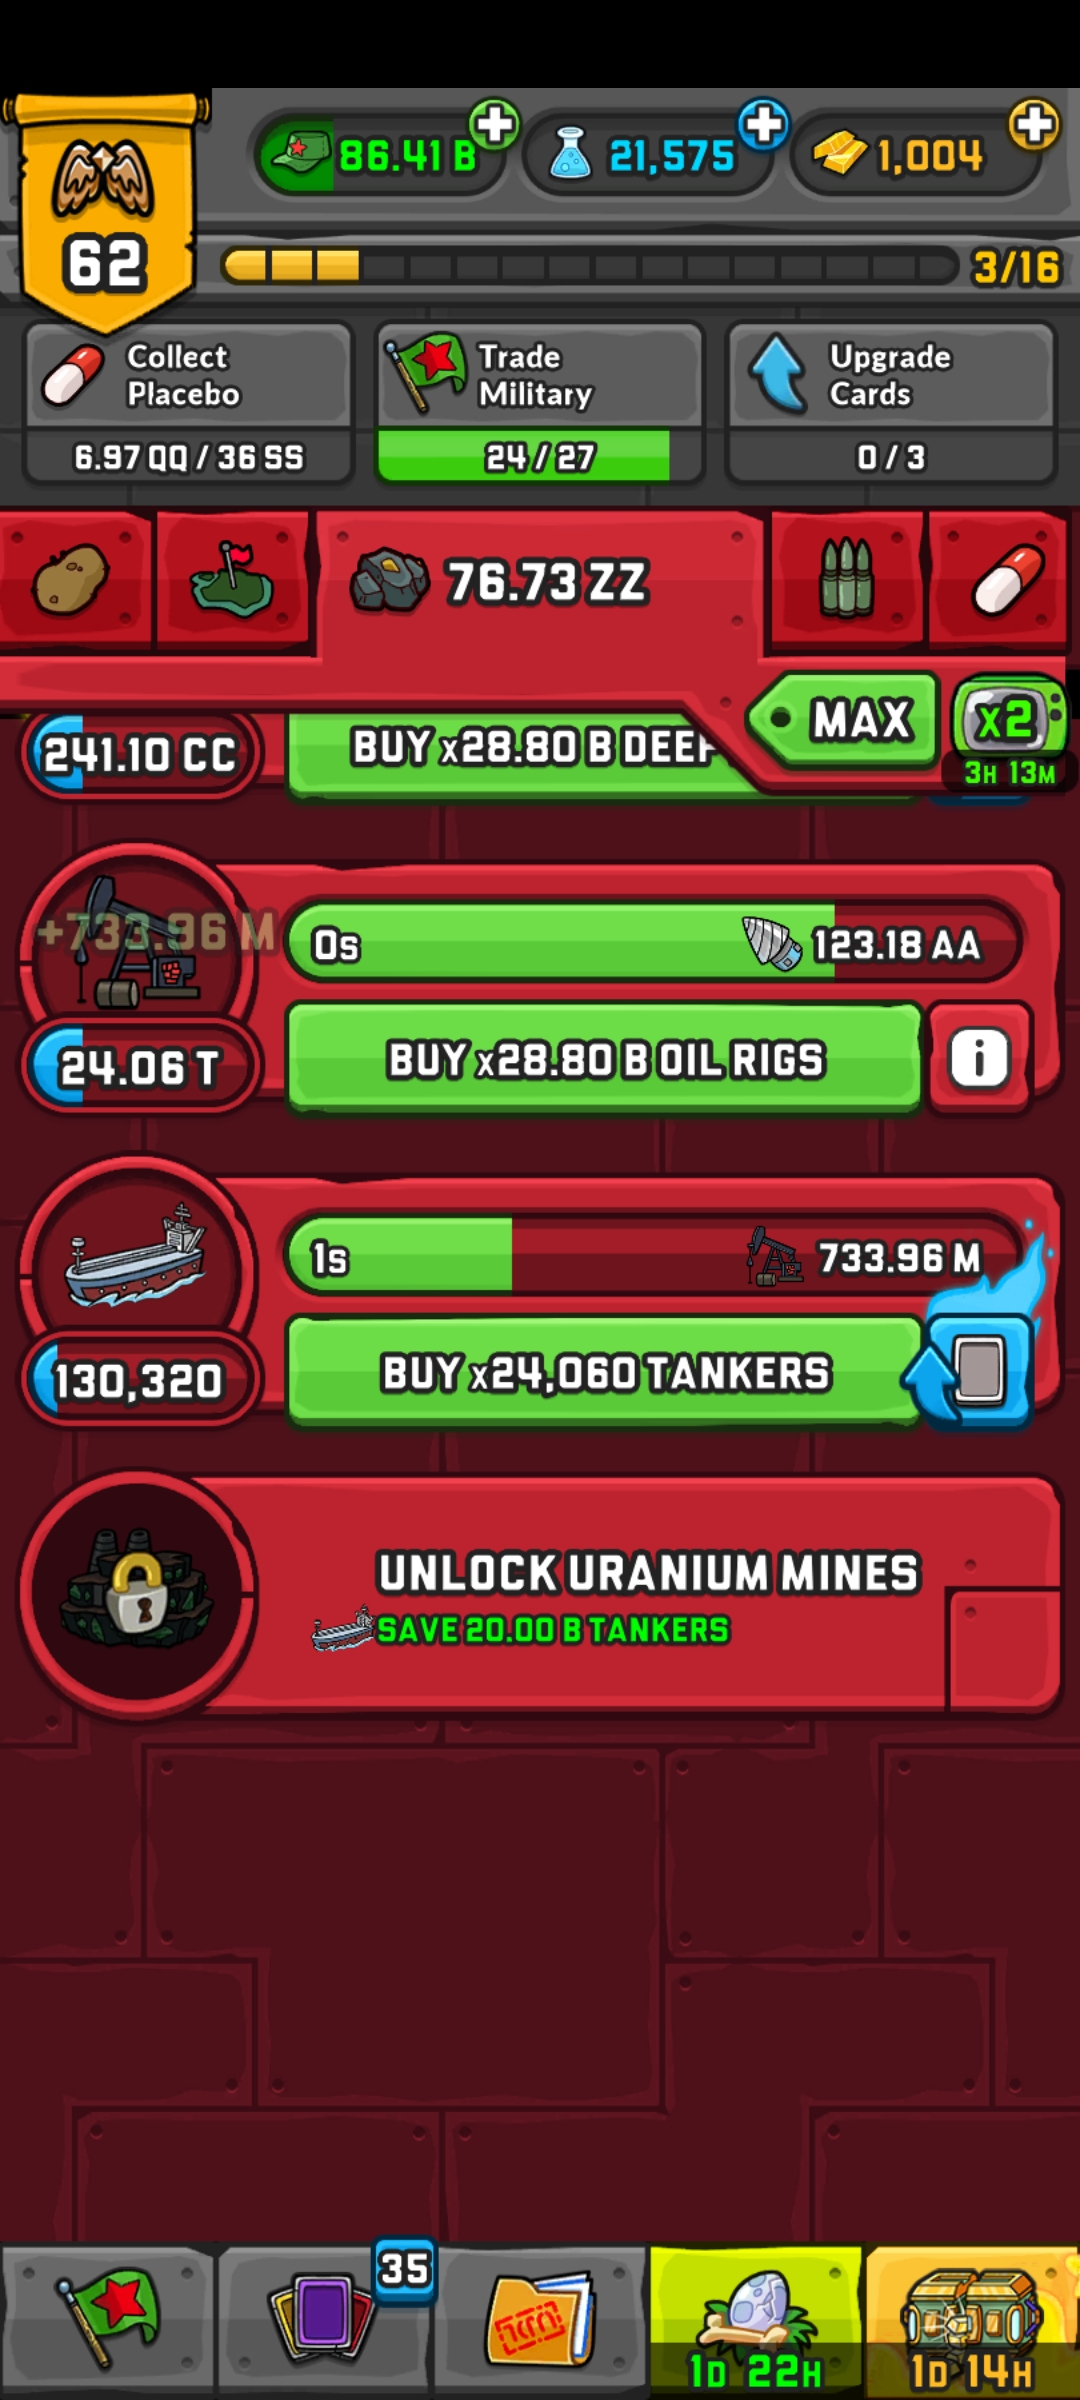 86.41 B
21,575
1,004
62
3/16
Collect
Placebo
Trade
Military
Upgrade
Cards
6.97 QQ / 36 SS
24 / 27
0 / 3
76.73 ZZ
MAX
x2
3H 13M
241.10 CC
BUY x28.80 B DEEP
+733.96 M
0s
123.18 AA
24.06 T
BUY x28.80 B OIL RIGS
i
1s
733.96 M
130,320
BUY x24,060 TANKERS
UNLOCK URANIUM MINES
SAVE 20.00 B TANKERS
35
1D 22H
1D 14H